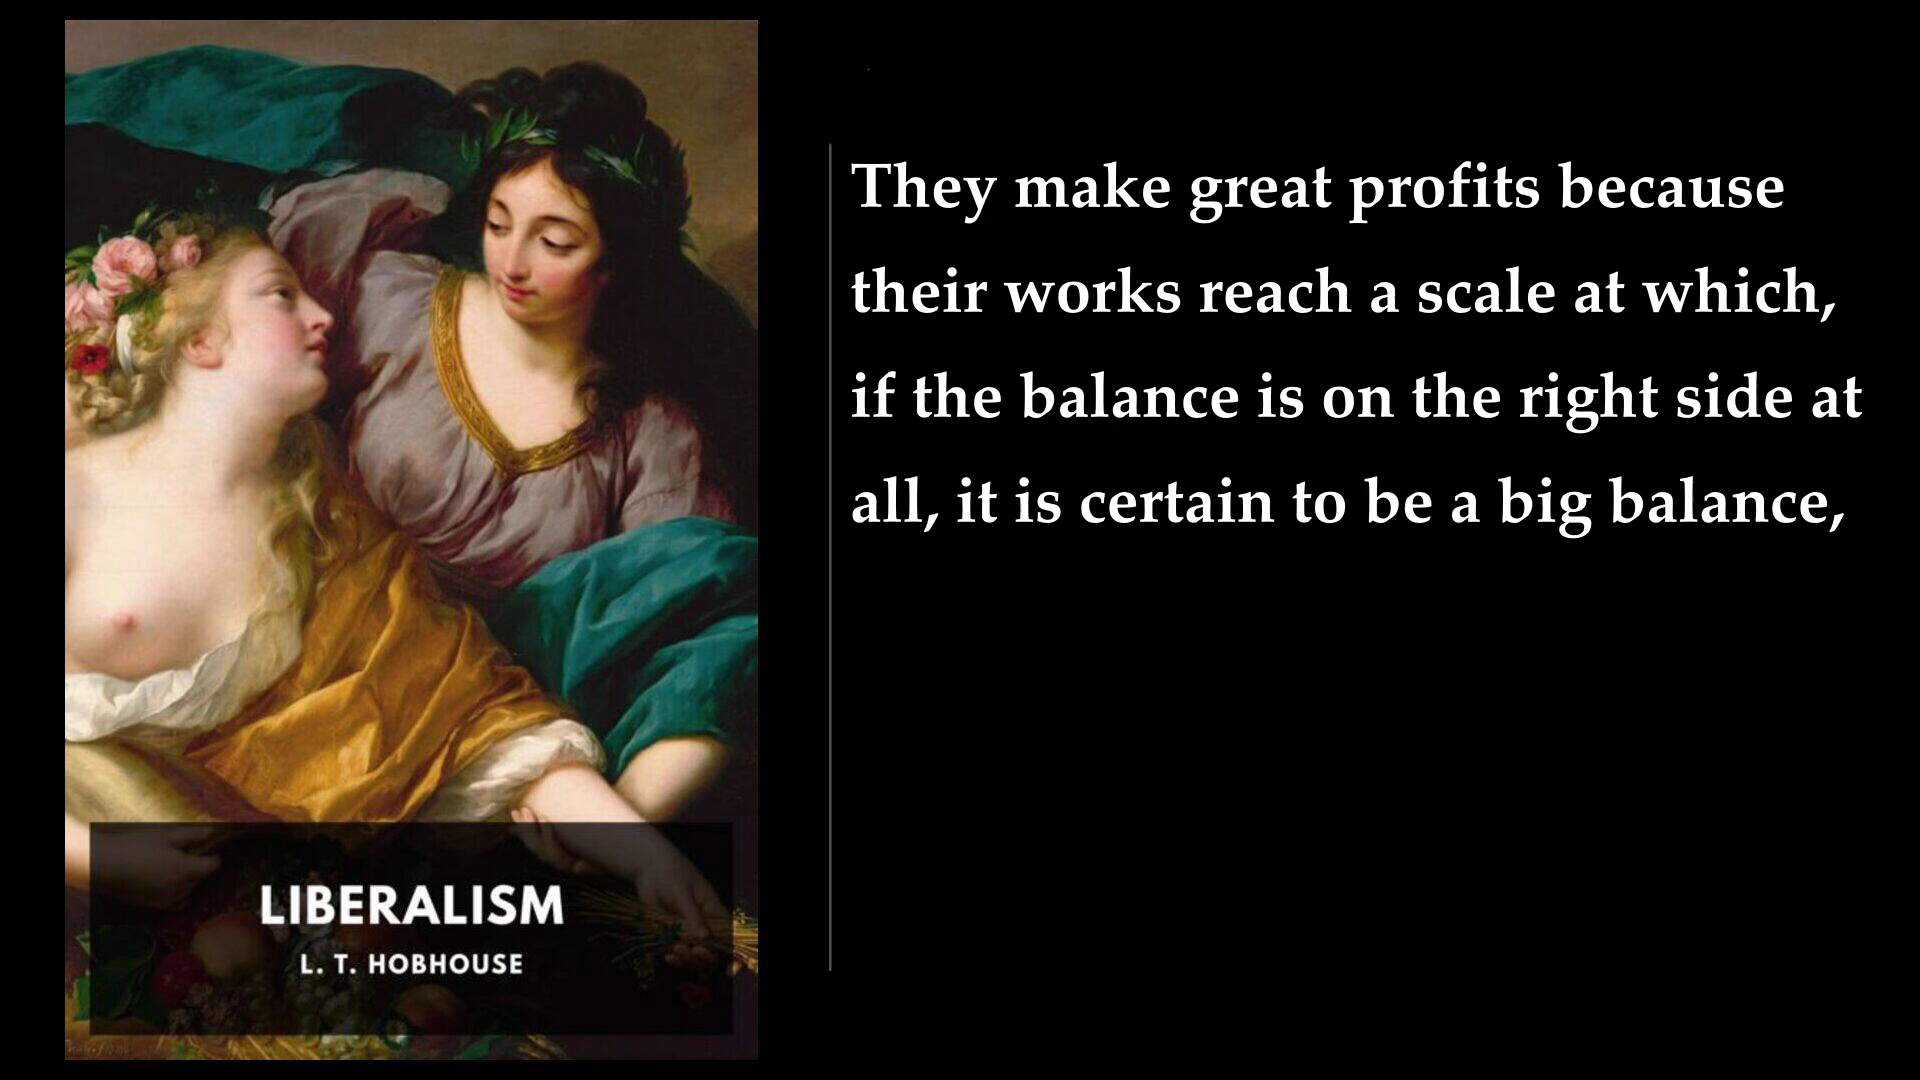 They make great profits because
their works reach a scale at which,
if the balance is on the right side at
all, it is certain to be a big balance,
LIBERALISM
L. T. HOBHOUSE